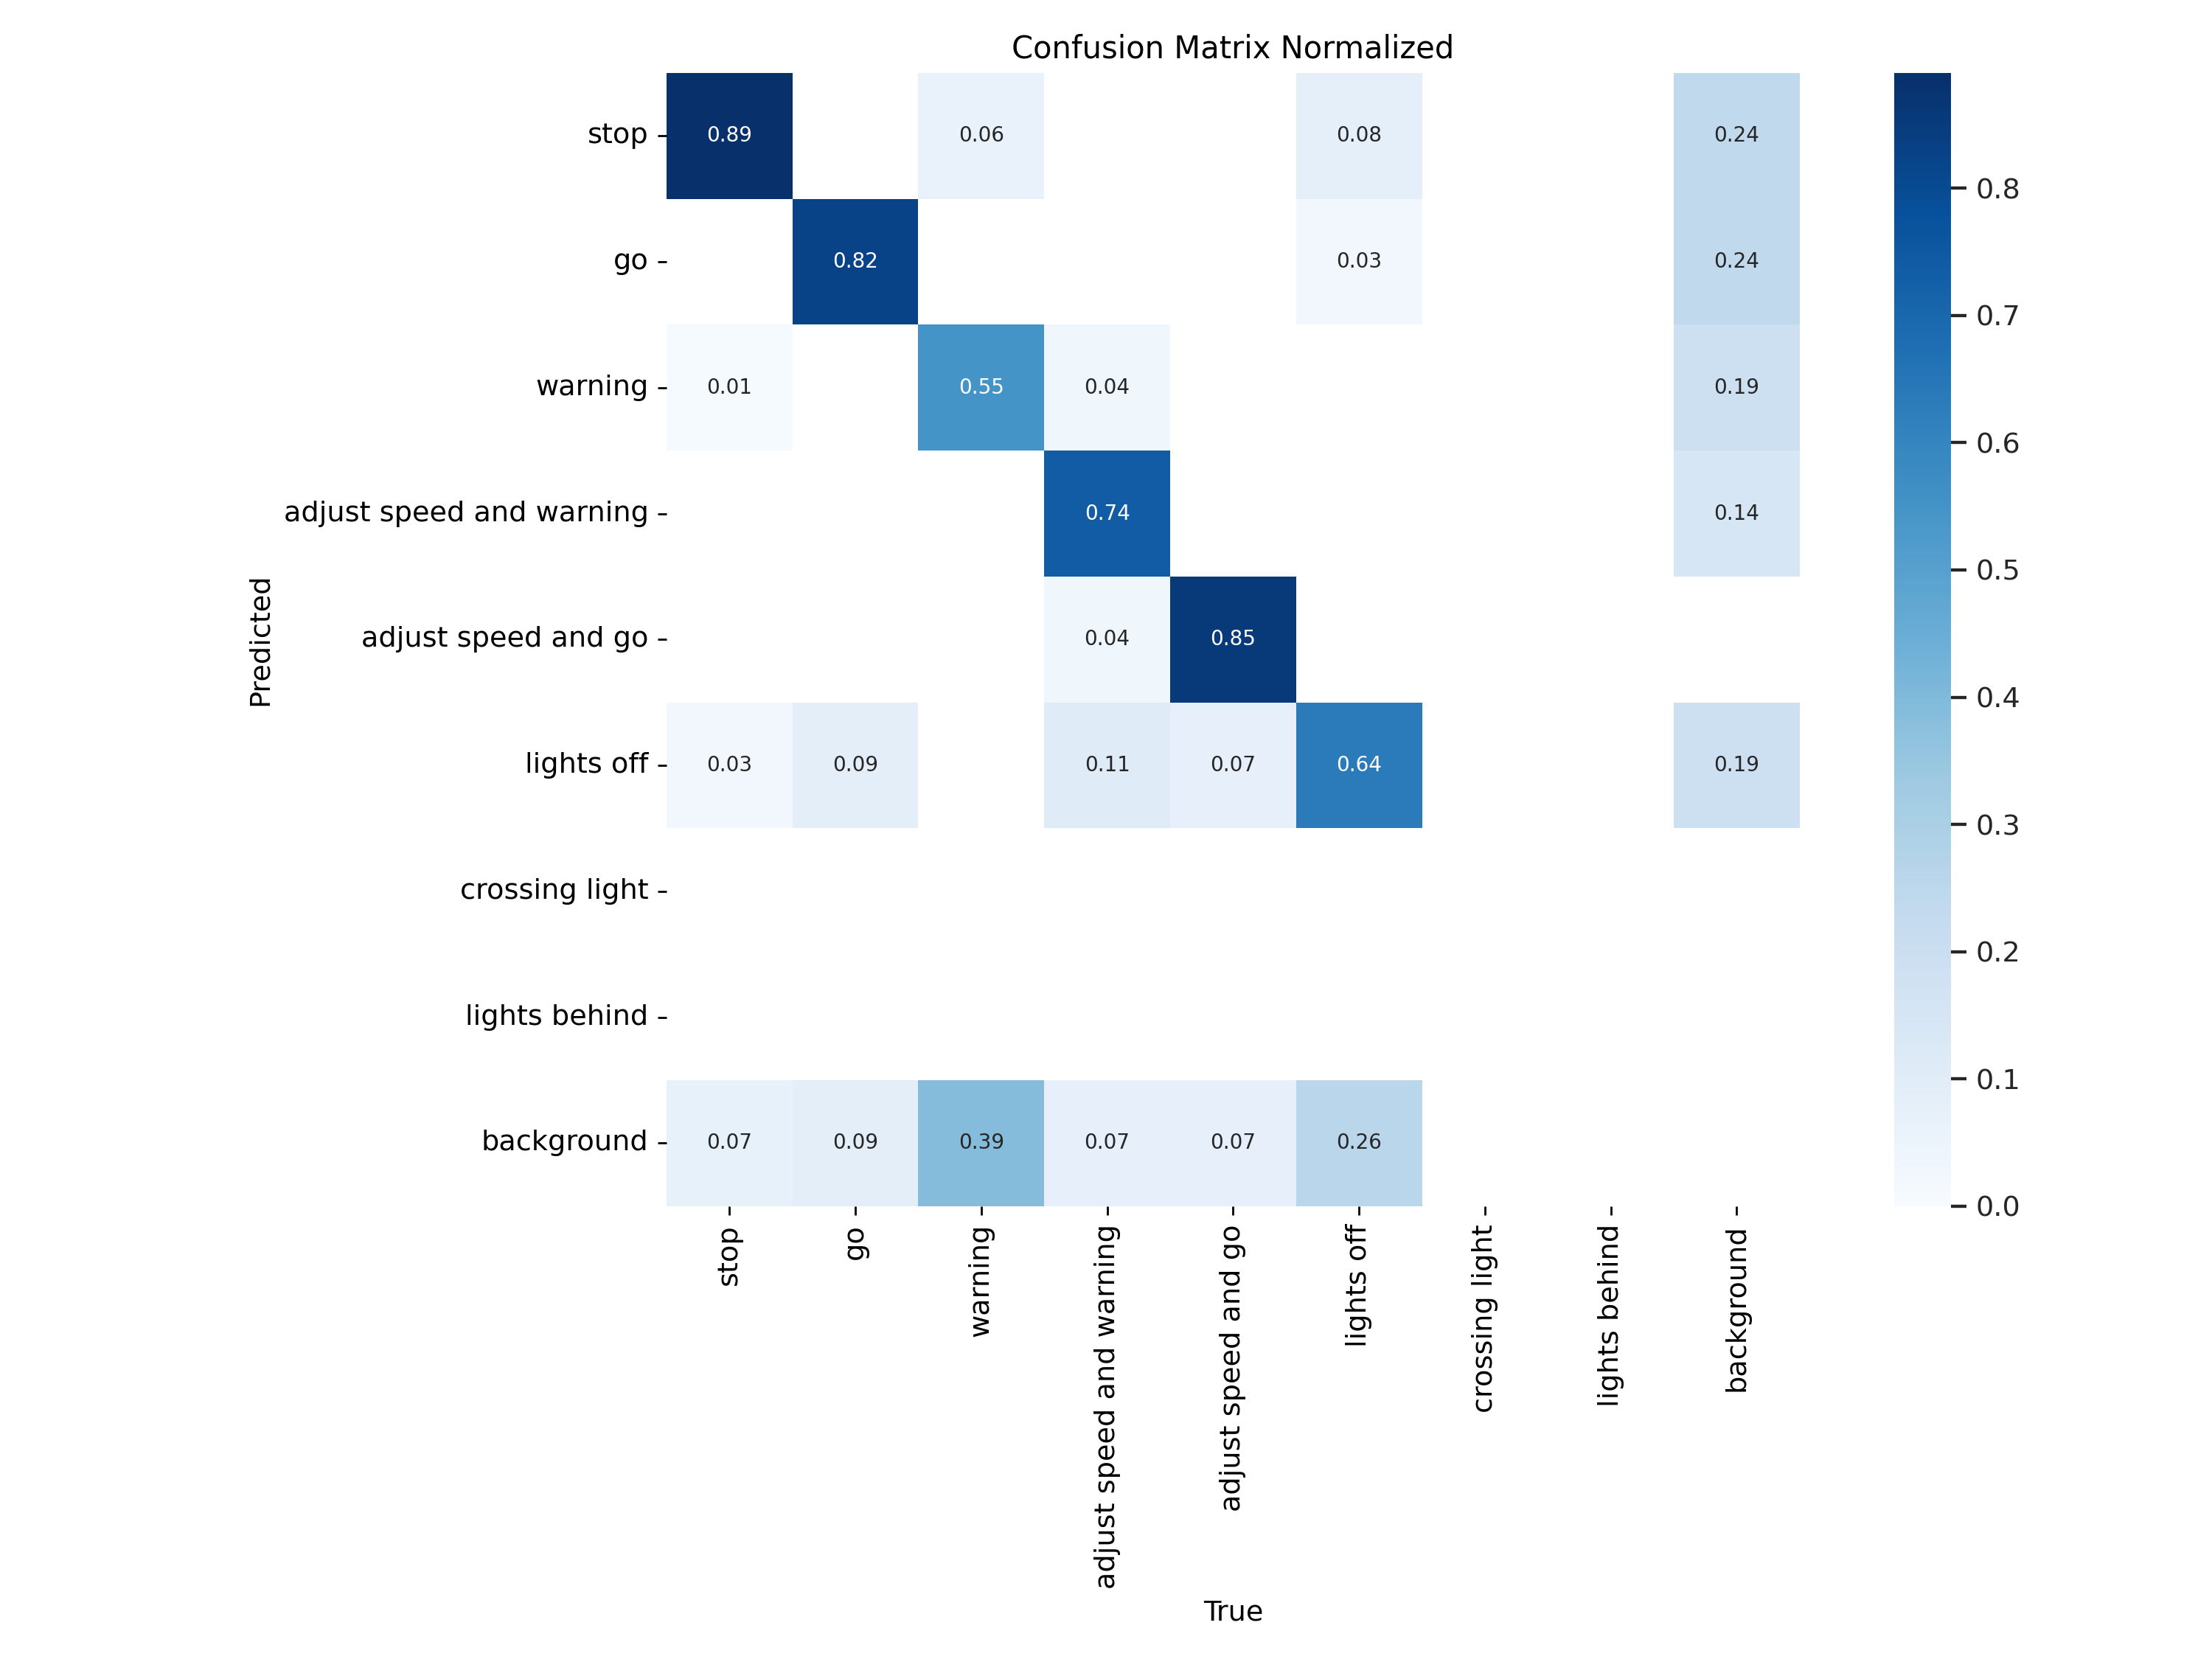 Confusion Matrix Normalized
stop 0.89 0.06 0.08 0.24
go 0.82 0.03 0.24
warning 0.01 0.55 0.04 0.19
adjust speed and warning 0.74 0.14
adjust speed and go 0.04 0.85
lights off 0.03 0.09 0.11 0.07 0.64 0.19
crossing light
lights behind
background 0.07 0.09 0.39 0.07 0.07 0.26
Predicted
stop
go
warning
adjust speed and warning
adjust speed and go
lights off
crossing light
lights behind
background
True
0.8
0.7
0.6
0.5
0.4
0.3
0.2
0.1
0.0